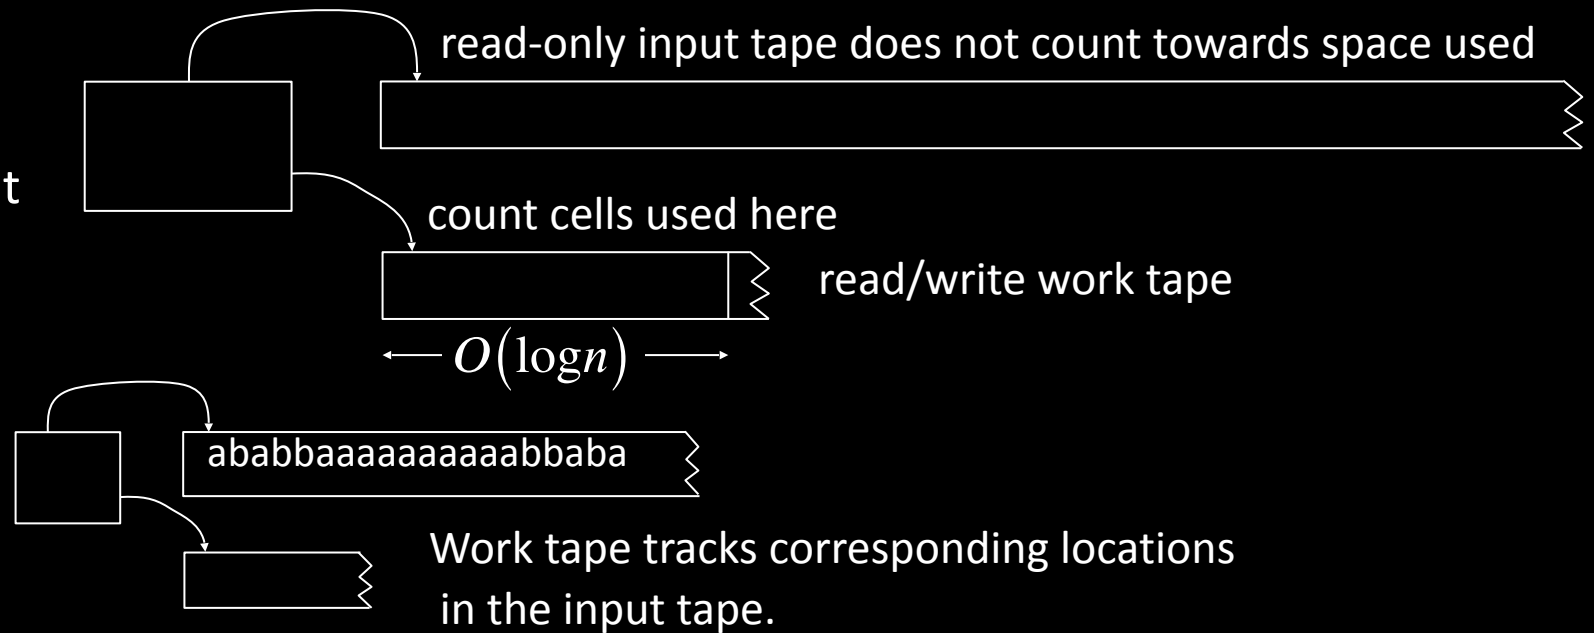 read-only input tape does not count towards space used
t
count cells used here
read/write work tape
O(logn)
ababbaaaaaaaaaabbaba
Work tape tracks corresponding locations
in the input tape.